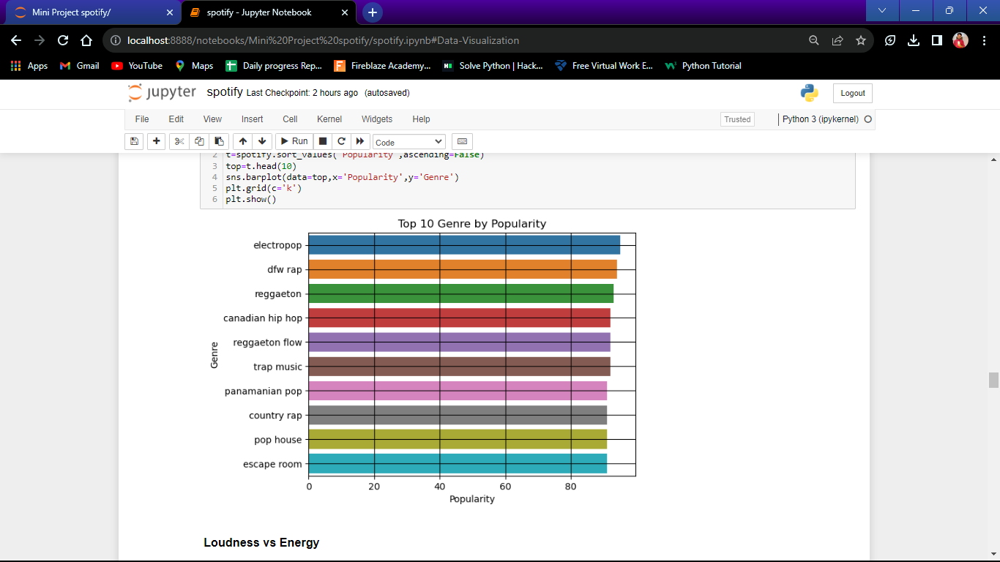 Mini Project spotify/
spotify - Jupyter Notebook
localhost:8888/notebooks/Mini%20Project%20spotify/spotify.ipynb#Data-Visualization
Apps Gmail YouTube Maps Daily progress Rep... Fireblaze Academy... Solve Python | Hack... Free Virtual Work E... Python Tutorial
jupyter spotify Last Checkpoint: 2 hours ago (autosaved) Logout
File Edit View Insert Cell Kernel Widgets Help Trusted Python 3 (ipykernel)
Run Code
2 t=spotify.sort_values('Popularity',ascending=False)
3 top=t.head(10)
4 sns.barplot(data=top,x='Popularity',y='Genre')
5 plt.grid(c='k')
6 plt.show()
Top 10 Genre by Popularity
Genre
electropop
dfw rap
reggaeton
canadian hip hop
reggaeton flow
trap music
panamanian pop
country rap
pop house
escape room
0 20 40 60 80
Popularity
Loudness vs Energy